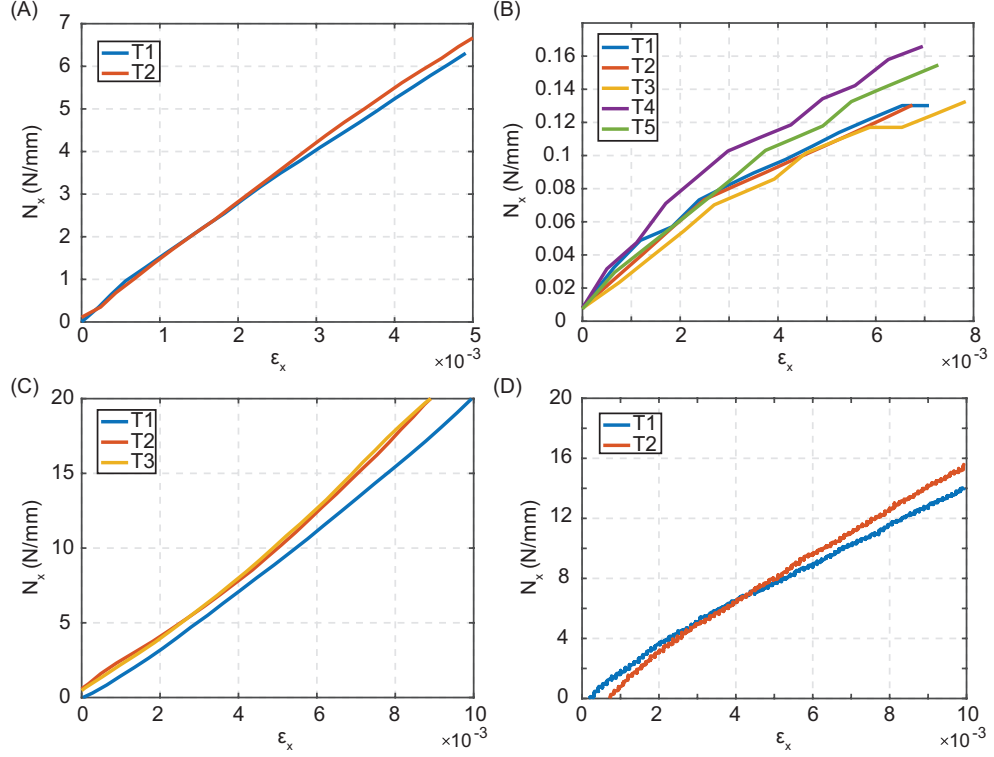 (A)
7
6
5
4
3
2
1
0
N_x (N/mm)
T1
T2
0
1
2
3
4
5
ε_x
×10⁻³
(B)
0.16
0.14
0.12
0.1
0.08
0.06
0.04
0.02
0
N_x (N/mm)
T1
T2
T3
T4
T5
0
2
4
6
8
ε_x
×10⁻³
(C)
20
15
10
5
0
N_x (N/mm)
T1
T2
T3
0
2
4
6
8
10
ε_x
×10⁻³
(D)
20
16
12
8
4
0
N_x (N/mm)
T1
T2
0
2
4
6
8
10
ε_x
×10⁻³